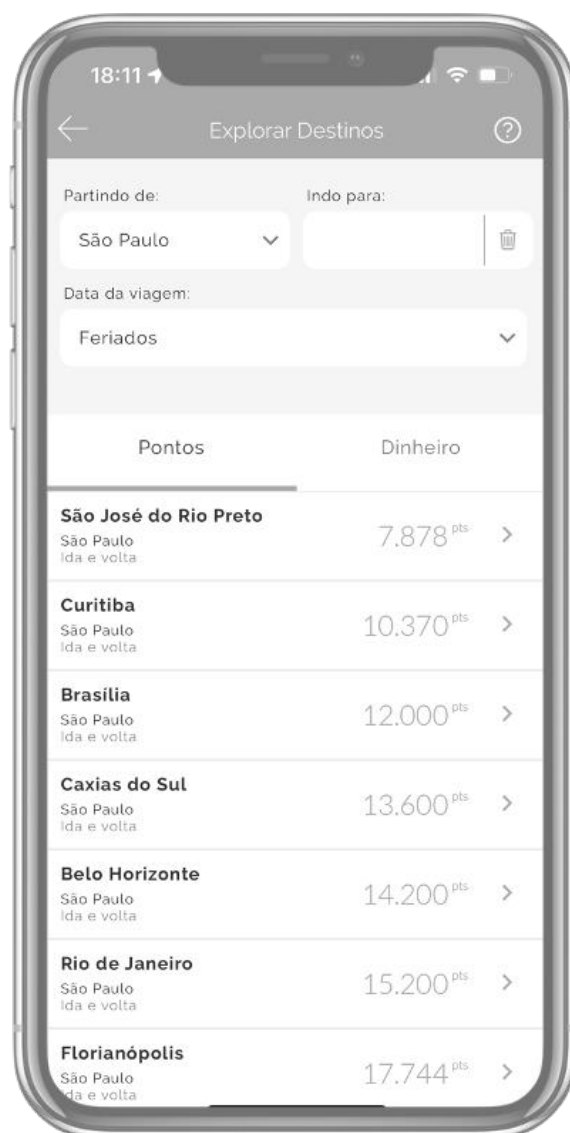 18:11
Explorar Destinos
Partindo de: Indo para:
São Paulo
Data da viagem:
Feriados
Pontos Dinheiro
São José do Rio Preto
São Paulo
Ida e volta
7.878 pts
Curitiba
São Paulo
Ida e volta
10.370 pts
Brasília
São Paulo
Ida e volta
12.000 pts
Caxias do Sul
São Paulo
Ida e volta
13.600 pts
Belo Horizonte
São Paulo
Ida e volta
14.200 pts
Rio de Janeiro
São Paulo
Ida e volta
15.200 pts
Florianópolis
São Paulo
Ida e volta
17.744 pts